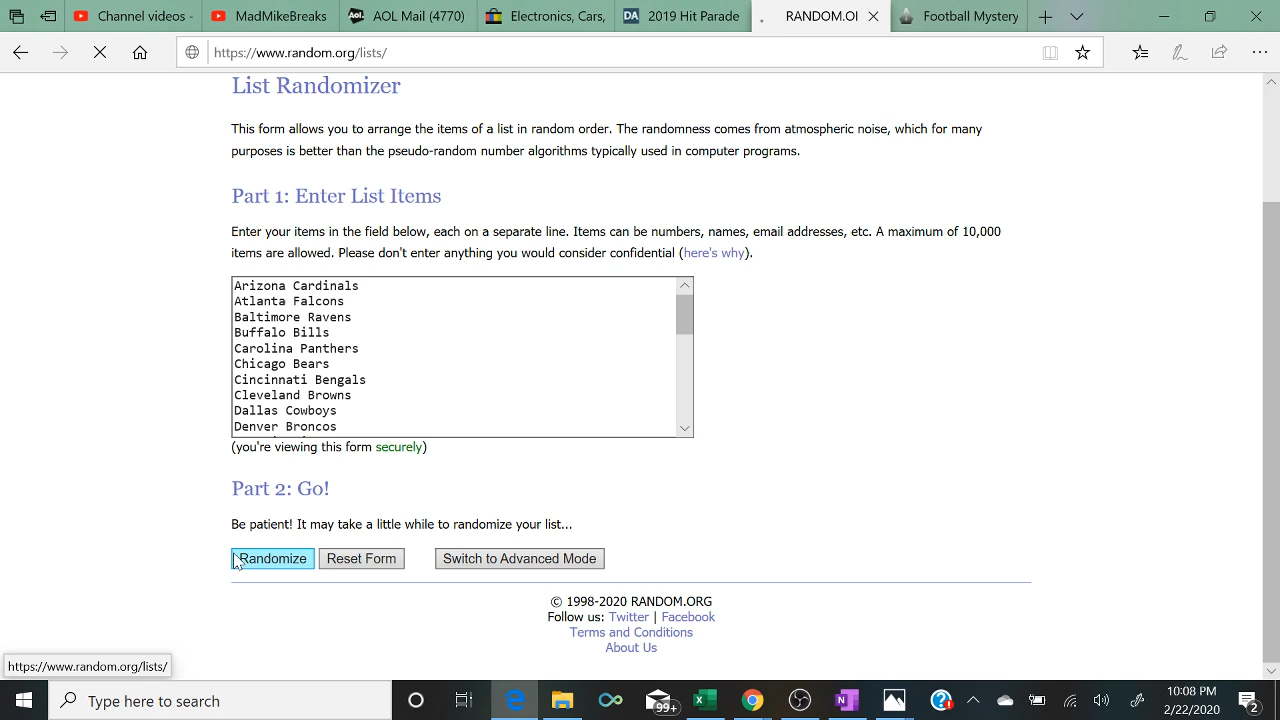 Channel videos -
MadMikeBreaks
AOL Mail (4770)
Electronics, Cars,
2019 Hit Parade
RANDOM.OI
Football Mystery
https://www.random.org/lists/
List Randomizer
This form allows you to arrange the items of a list in random order. The randomness comes from atmospheric noise, which for many
purposes is better than the pseudo-random number algorithms typically used in computer programs.
Part 1: Enter List Items
Enter your items in the field below, each on a separate line. Items can be numbers, names, email addresses, etc. A maximum of 10,000
items are allowed. Please don't enter anything you would consider confidential (here's why).
Arizona Cardinals
Atlanta Falcons
Baltimore Ravens
Buffalo Bills
Carolina Panthers
Chicago Bears
Cincinnati Bengals
Cleveland Browns
Dallas Cowboys
Denver Broncos
(you're viewing this form securely)
Part 2: Go!
Be patient! It may take a little while to randomize your list...
Randomize Reset Form Switch to Advanced Mode
© 1998-2020 RANDOM.ORG
Follow us: Twitter | Facebook
Terms and Conditions
About Us
https://www.random.org/lists/
Type here to search
99+
10:08 PM
2/22/2020
2